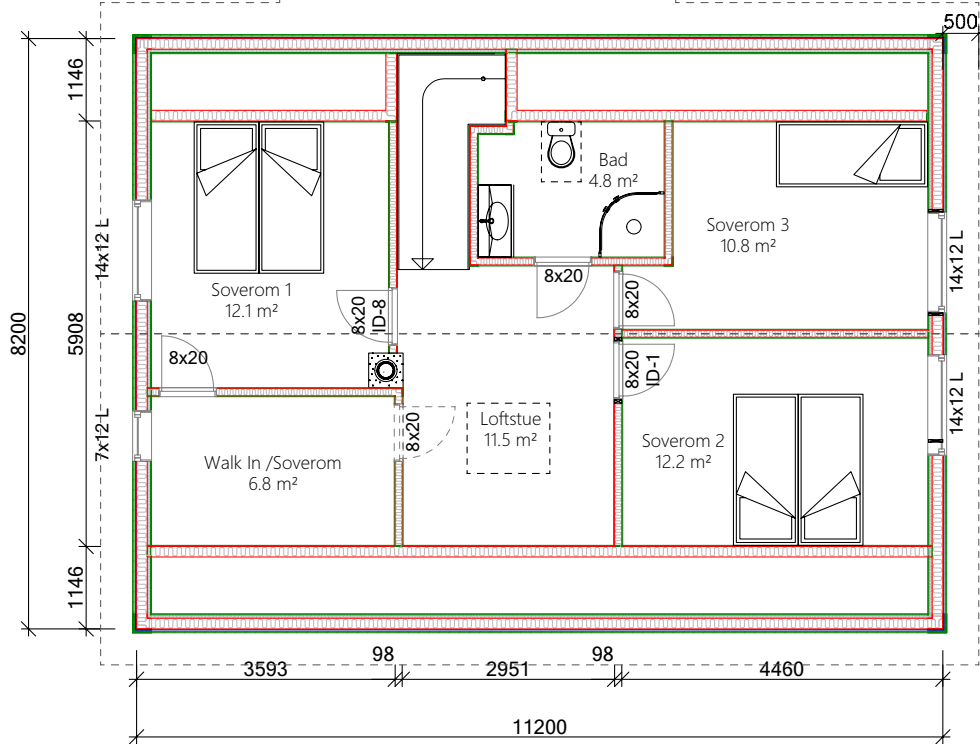 500
1146
Bad
4.8 m²
Soverom 3
10.8 m²
14x12 L
14x12 L
8x20
Soverom 1
12.1 m²
8x20
ID-8
8x20
8200
5908
8x20
8x20
ID-1
14x12 L
Loftstue
11.5 m²
8x20
Soverom 2
12.2 m²
7x12 L
Walk In /Soverom
6.8 m²
1146
98
98
3593
2951
4460
11200